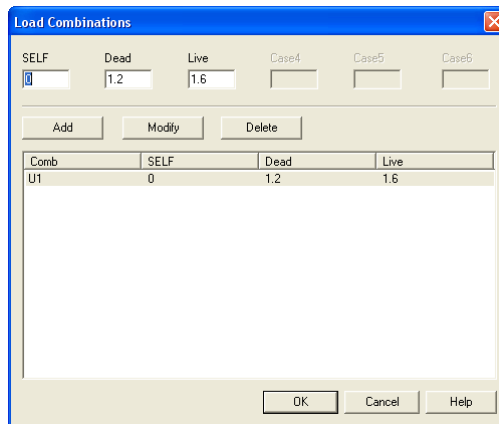 Load Combinations
SELF Dead Live Case4 Case5 Case6
0 1.2 1.6
Add Modify Delete
Comb SELF Dead Live
U1 0 1.2 1.6
OK Cancel Help